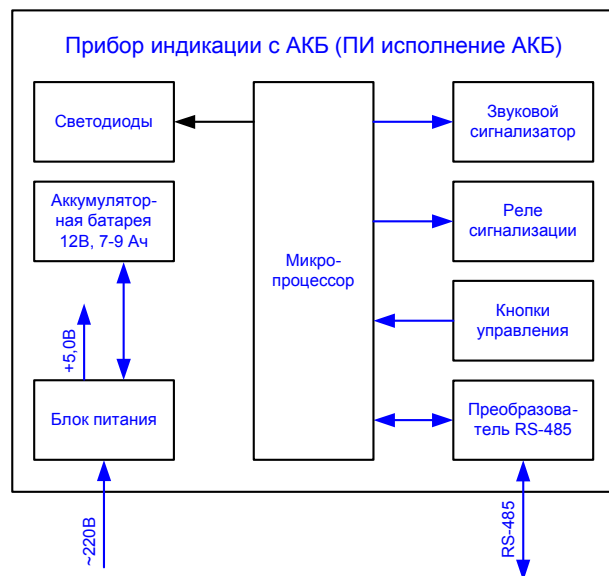 Прибор индикации с АКБ (ПИ исполнение АКБ)
Светодиоды
Аккумулятор-
ная батарея
12В, 7-9 Ач
+5,0В
Блок питания
~220В
Микро-
процессор
Звуковой
сигнализатор
Реле
сигнализации
Кнопки
управления
Преобразова-
тель RS-485
RS-485